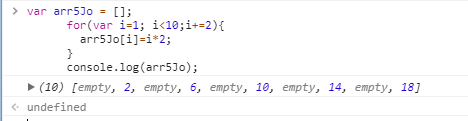 > var arr5Jo = [];
for(var i=1; i<10;i+=2){
arr5Jo[i]=i*2;
}
console.log(arr5Jo);
▶ (10) [empty, 2, empty, 6, empty, 10, empty, 14, empty, 18]
< undefined